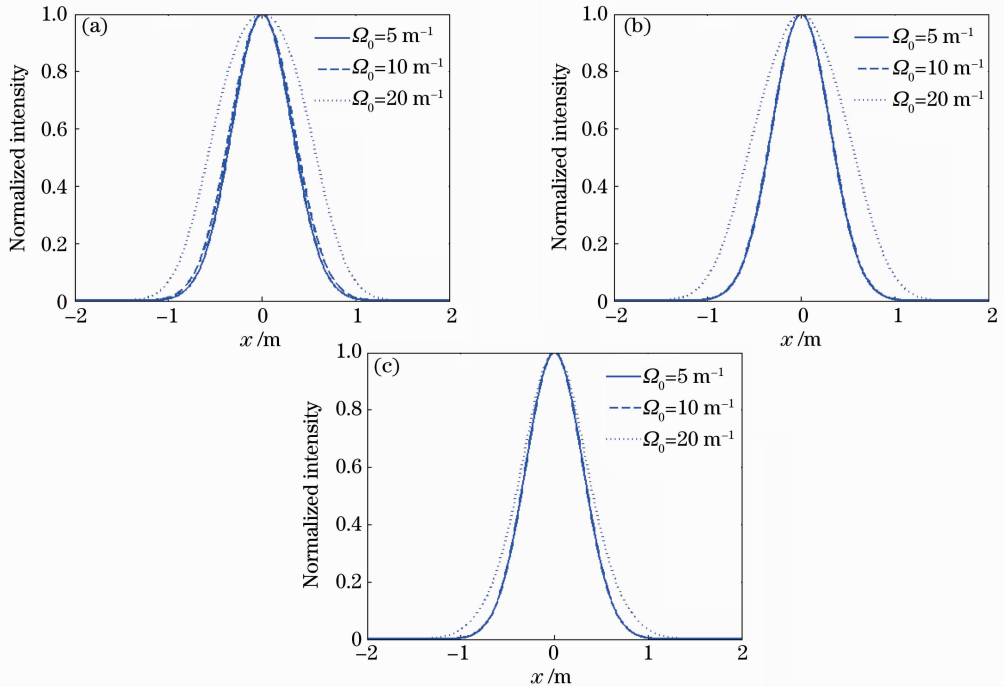 (a)
Ω₀=5 m⁻¹
Ω₀=10 m⁻¹
Ω₀=20 m⁻¹
Normalized intensity
1.0
0.8
0.6
0.4
0.2
0
−2
−1
0
1
2
x /m
(b)
Ω₀=5 m⁻¹
Ω₀=10 m⁻¹
Ω₀=20 m⁻¹
Normalized intensity
1.0
0.8
0.6
0.4
0.2
0
−2
−1
0
1
2
x /m
(c)
Ω₀=5 m⁻¹
Ω₀=10 m⁻¹
Ω₀=20 m⁻¹
Normalized intensity
1.0
0.8
0.6
0.4
0.2
0
−2
−1
0
1
2
x /m